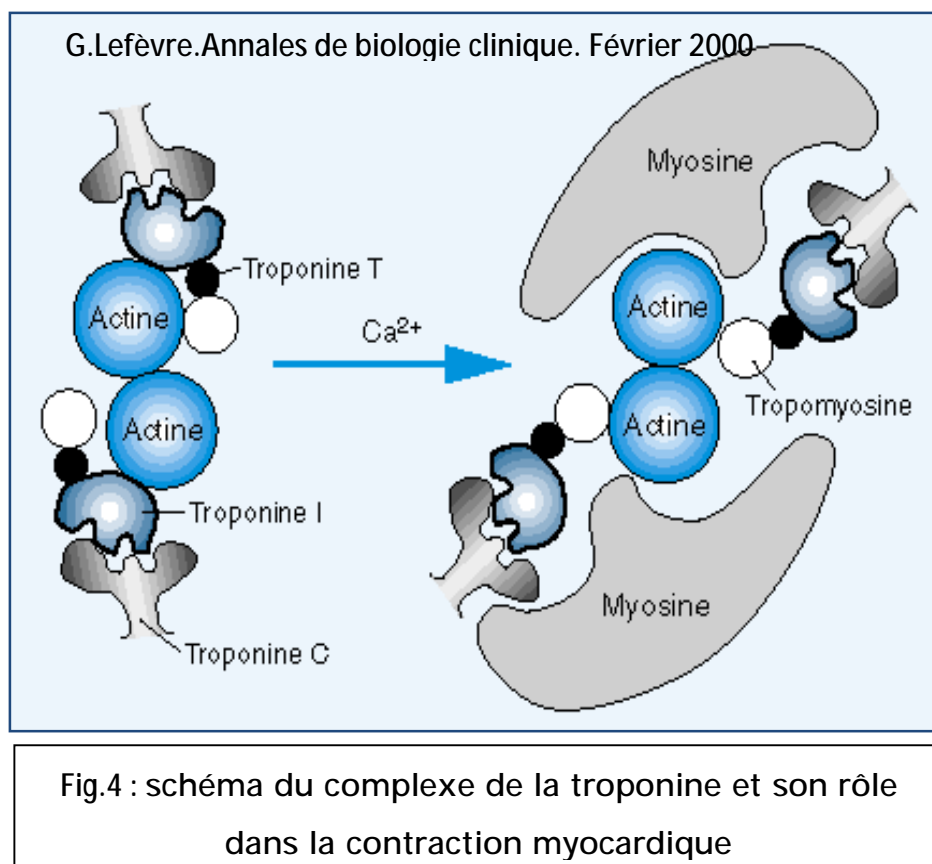 G.Lefèvre.Annales de biologie clinique. Février 2000
Myosine
Troponine T
Actine
Actine
Ca²⁺
Tropomyosine
Actine
Actine
Troponine I
Myosine
Troponine C
Fig.4 : schéma du complexe de la troponine et son rôle
dans la contraction myocardique